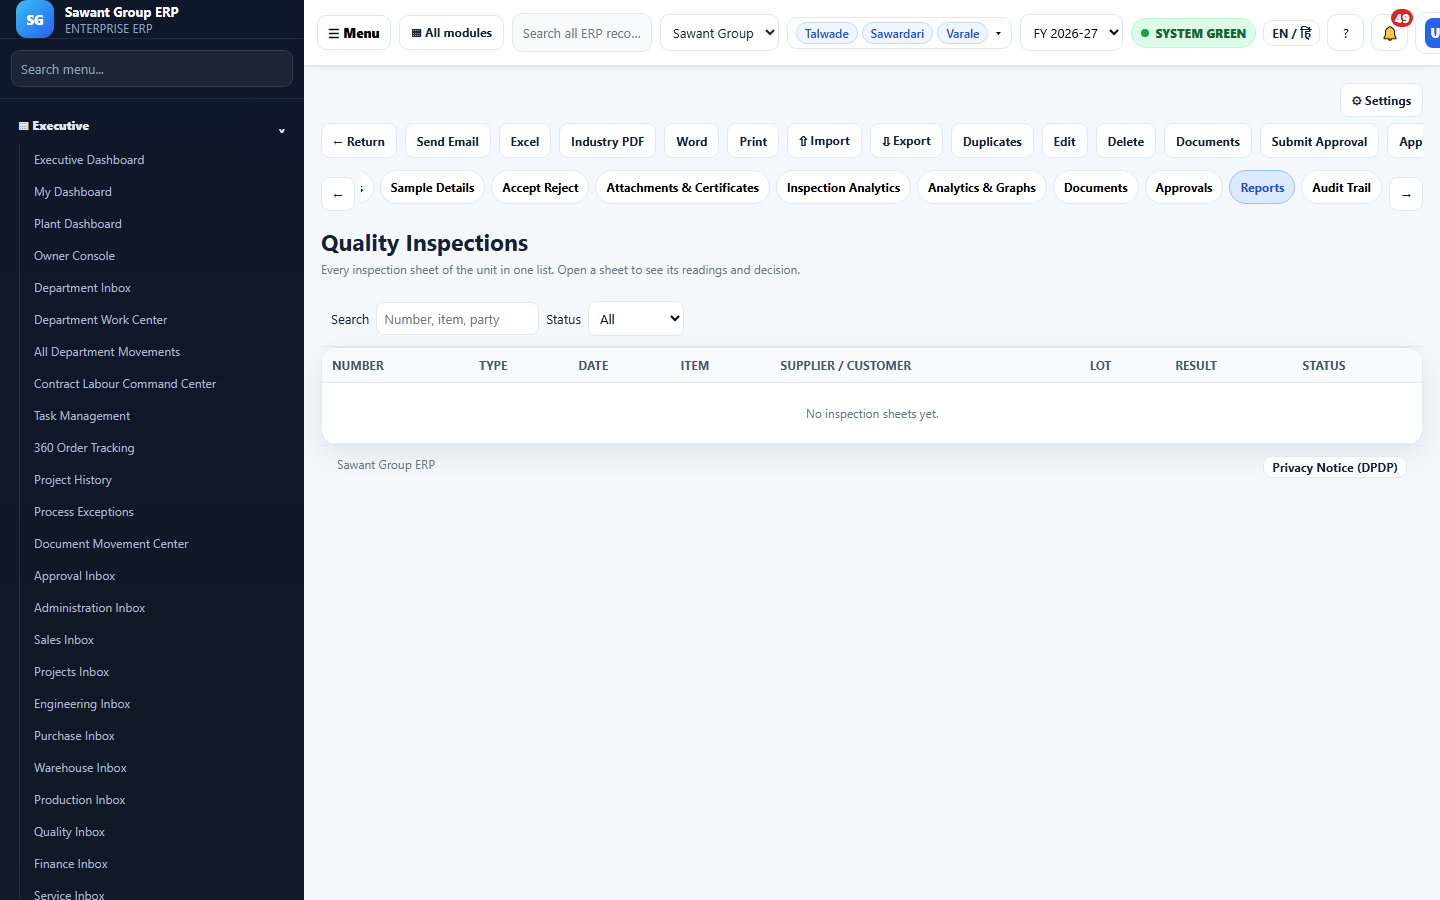 SG
Sawant Group ERP
ENTERPRISE ERP
Search menu...
Executive
Executive Dashboard
My Dashboard
Plant Dashboard
Owner Console
Department Inbox
Department Work Center
All Department Movements
Contract Labour Command Center
Task Management
360 Order Tracking
Project History
Process Exceptions
Document Movement Center
Approval Inbox
Administration Inbox
Sales Inbox
Projects Inbox
Engineering Inbox
Purchase Inbox
Warehouse Inbox
Production Inbox
Quality Inbox
Finance Inbox
Service Inbox
☰ Menu All modules Search all ERP reco... Sawant Group Talwade Sawardari Varale FY 2026-27 SYSTEM GREEN EN / हिं ? 49 U
⚙ Settings
← Return Send Email Excel Industry PDF Word Print ⇧ Import ⇩ Export Duplicates Edit Delete Documents Submit Approval App
← Sample Details Accept Reject Attachments & Certificates Inspection Analytics Analytics & Graphs Documents Approvals Reports Audit Trail →
Quality Inspections
Every inspection sheet of the unit in one list. Open a sheet to see its readings and decision.
Search Number, item, party Status All
NUMBER TYPE DATE ITEM SUPPLIER / CUSTOMER LOT RESULT STATUS
No inspection sheets yet.
Sawant Group ERP Privacy Notice (DPDP)